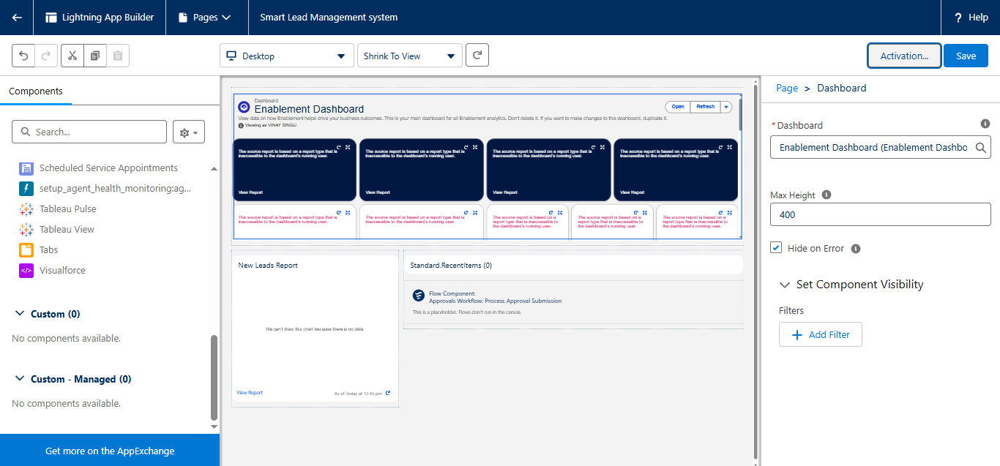 Lightning App Builder
Pages
Smart Lead Management system
? Help
Desktop
Shrink To View
Activation...
Save
Components
Search...
Scheduled Service Appointments
setup_agent_health_monitoring:ag...
Tableau Pulse
Tableau View
Tabs
</> Visualforce
Custom (0)
No components available.
Custom - Managed (0)
No components available.
Get more on the AppExchange
Dashboard
Enablement Dashboard
View data on how Enablement helps drive your business outcomes. This is your main dashboard for all Enablement analytics. Don't delete it. If you want to make changes to this dashboard, duplicate it.
Viewing as VINAY SINGU
Open
Refresh
The source report is based on a report type that is
inaccessible to the dashboard's running user.
View Report
The source report is based on a report type that is
inaccessible to the dashboard's running user.
View Report
The source report is based on a report type that is
inaccessible to the dashboard's running user.
View Report
The source report is based on a report type that is
inaccessible to the dashboard's running user.
View Report
The source report is based on a report type that is
inaccessible to the dashboard's running user.
The source report is based on a report type that is
inaccessible to the dashboard's running user.
The source report is based on a
report type that is inaccessible to
the dashboard's running user.
The source report is based on a
report type that is inaccessible to
the dashboard's running user.
The source report is based on a
report type that is inaccessible to
the dashboard's running user.
New Leads Report
We can't draw this chart because there is no data
View Report
As of Today at 12:43 pm
Standard.RecentItems (0)
Flow Component:
Approvals Workflow: Process Approval Submission
This is a placeholder. Flows don't run in the canvas.
Page > Dashboard
*Dashboard
Enablement Dashboard (Enablement Dashbo
Max Height
400
Hide on Error
Set Component Visibility
Filters
+ Add Filter